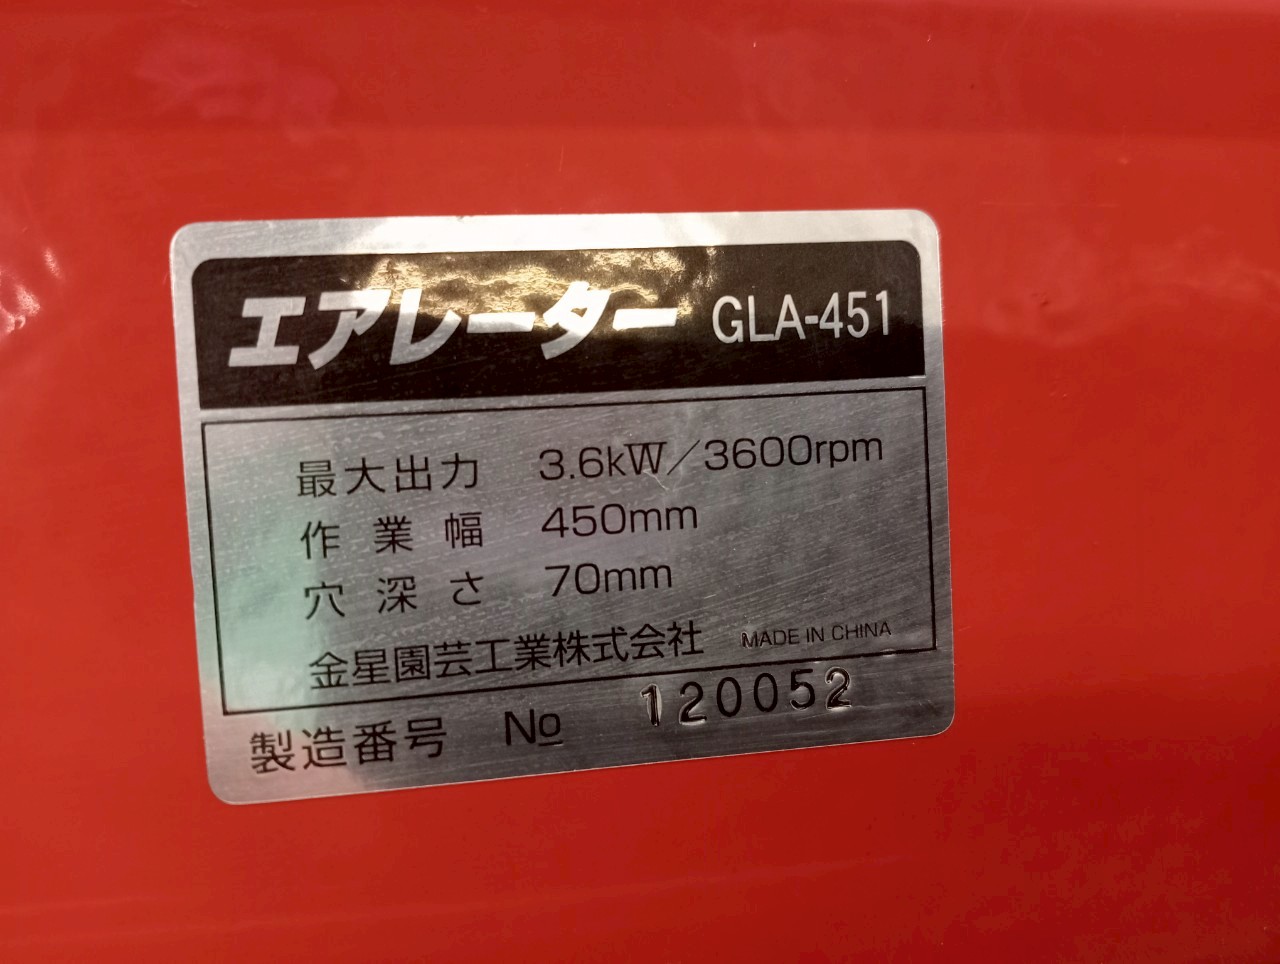 エアレーター GLA-451
最大出力 3.6kW／3600rpm
作業幅 450mm
穴深さ 70mm
金星園芸工業株式会社 MADE IN CHINA
製造番号 № 120052